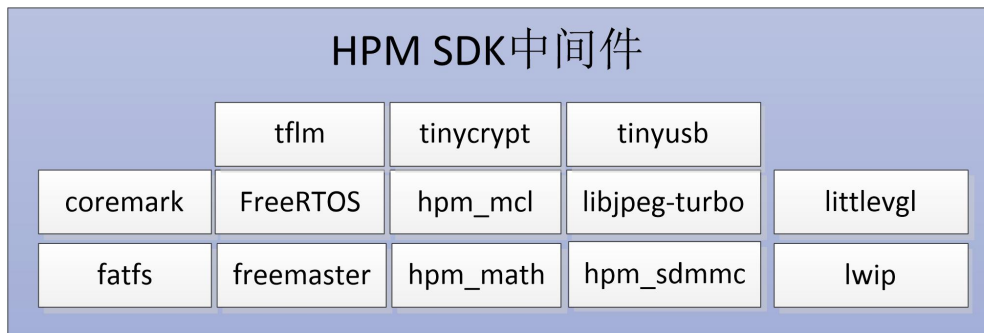 HPM SDK中间件
tflm tinycrypt tinyusb
coremark FreeRTOS hpm_mcl libjpeg-turbo littlevgl
fatfs freemaster hpm_math hpm_sdmmc lwip